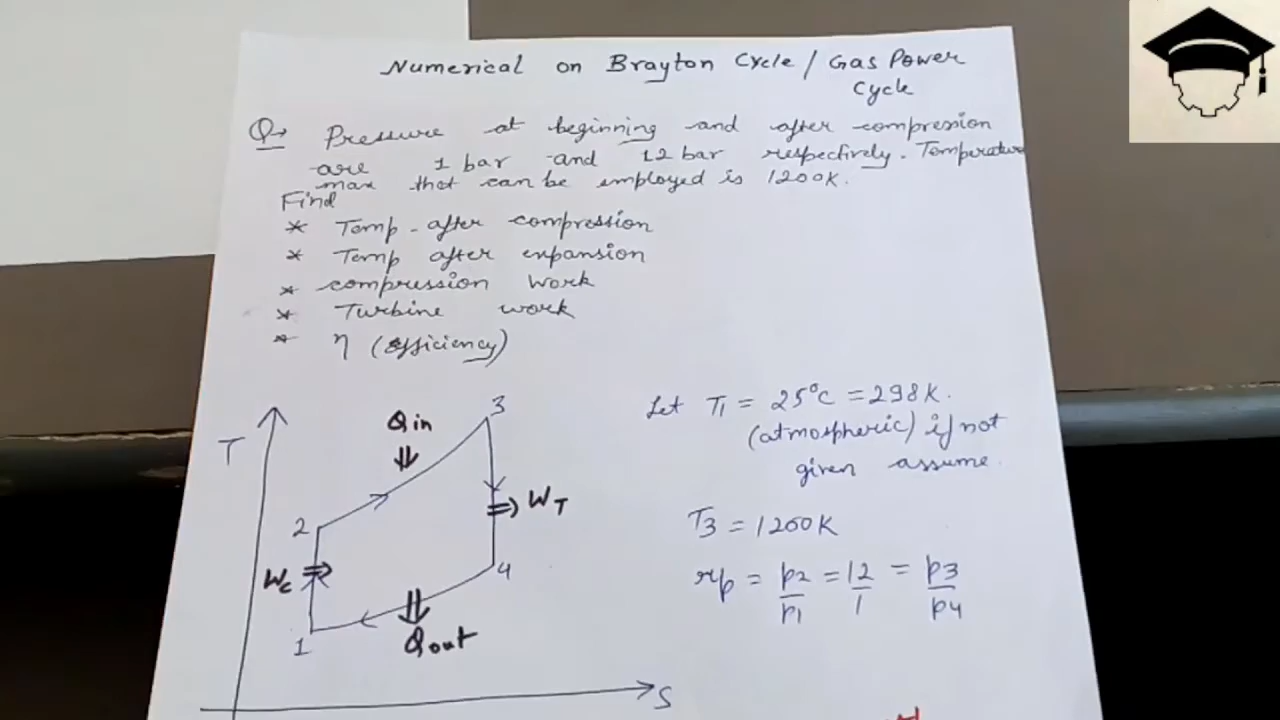 Numerical on Brayton Cycle / Gas Power
Cycle
Q→ Pressure at beginning and after compression
are 1 bar and 12 bar respectively. Temperature
max that can be employed is 1200K.
Find
* Temp. after compression
* Temp after expansion
* compression work
* Turbine work
* η (efficiency)
T
Qin
3
2
WT
Wc
4
1
Qout
S
Let T1 = 25°C = 298K.
(atmospheric) if not
given assume.
T3 = 1200K
rp = p2/p1 = 12/1 = p3/p4